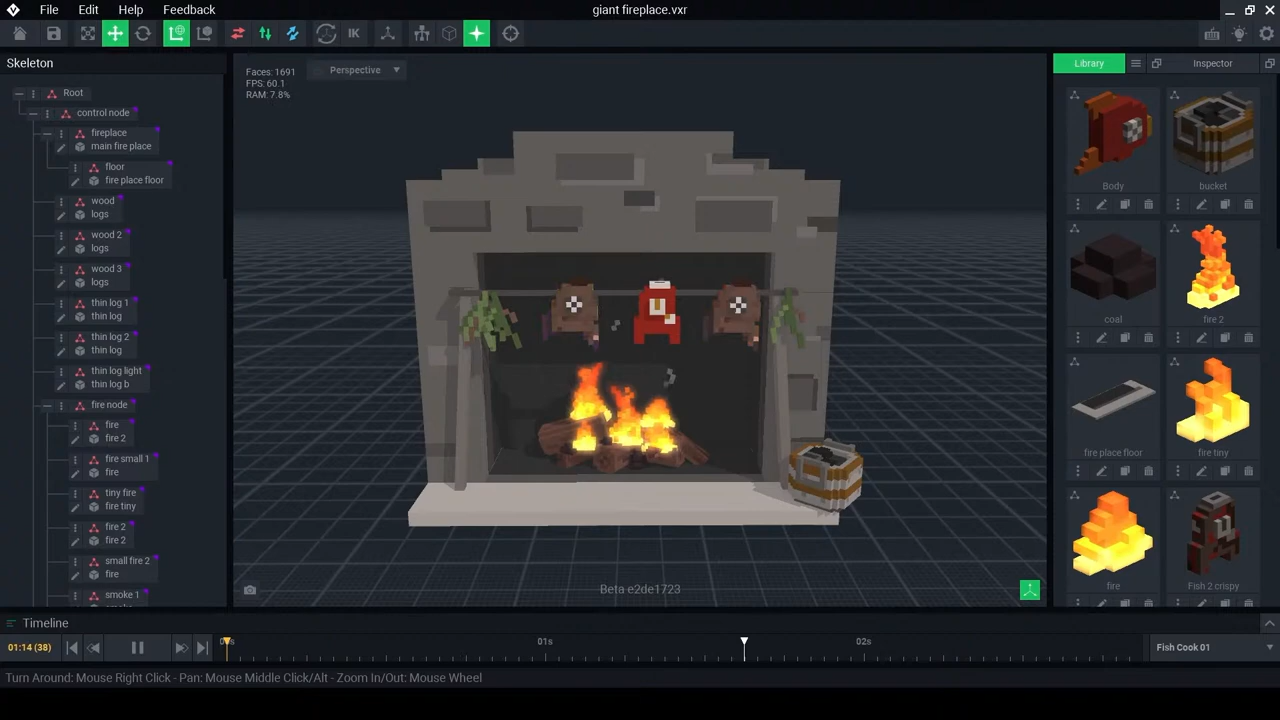 File Edit Help Feedback
giant fireplace.vxr
IK
Skeleton
Root
control node
fireplace
main fire place
floor
fire place floor
wood
logs
wood 2
logs
wood 3
logs
thin log 1
thin log
thin log 2
thin log
thin log light
thin log b
fire node
fire
fire 2
fire small 1
fire
tiny fire
fire tiny
fire 2
fire 2
small fire 2
fire
smoke 1
Faces: 1691
FPS: 60.1
RAM: 7.8%
Perspective
Beta e2de1723
Library
Inspector
Body
bucket
coal
fire 2
fire place floor
fire tiny
fire
Fish 2 crispy
Timeline
01:14 (38)
01s
02s
Fish Cook 01
Turn Around: Mouse Right Click - Pan: Mouse Middle Click/Alt - Zoom In/Out: Mouse Wheel